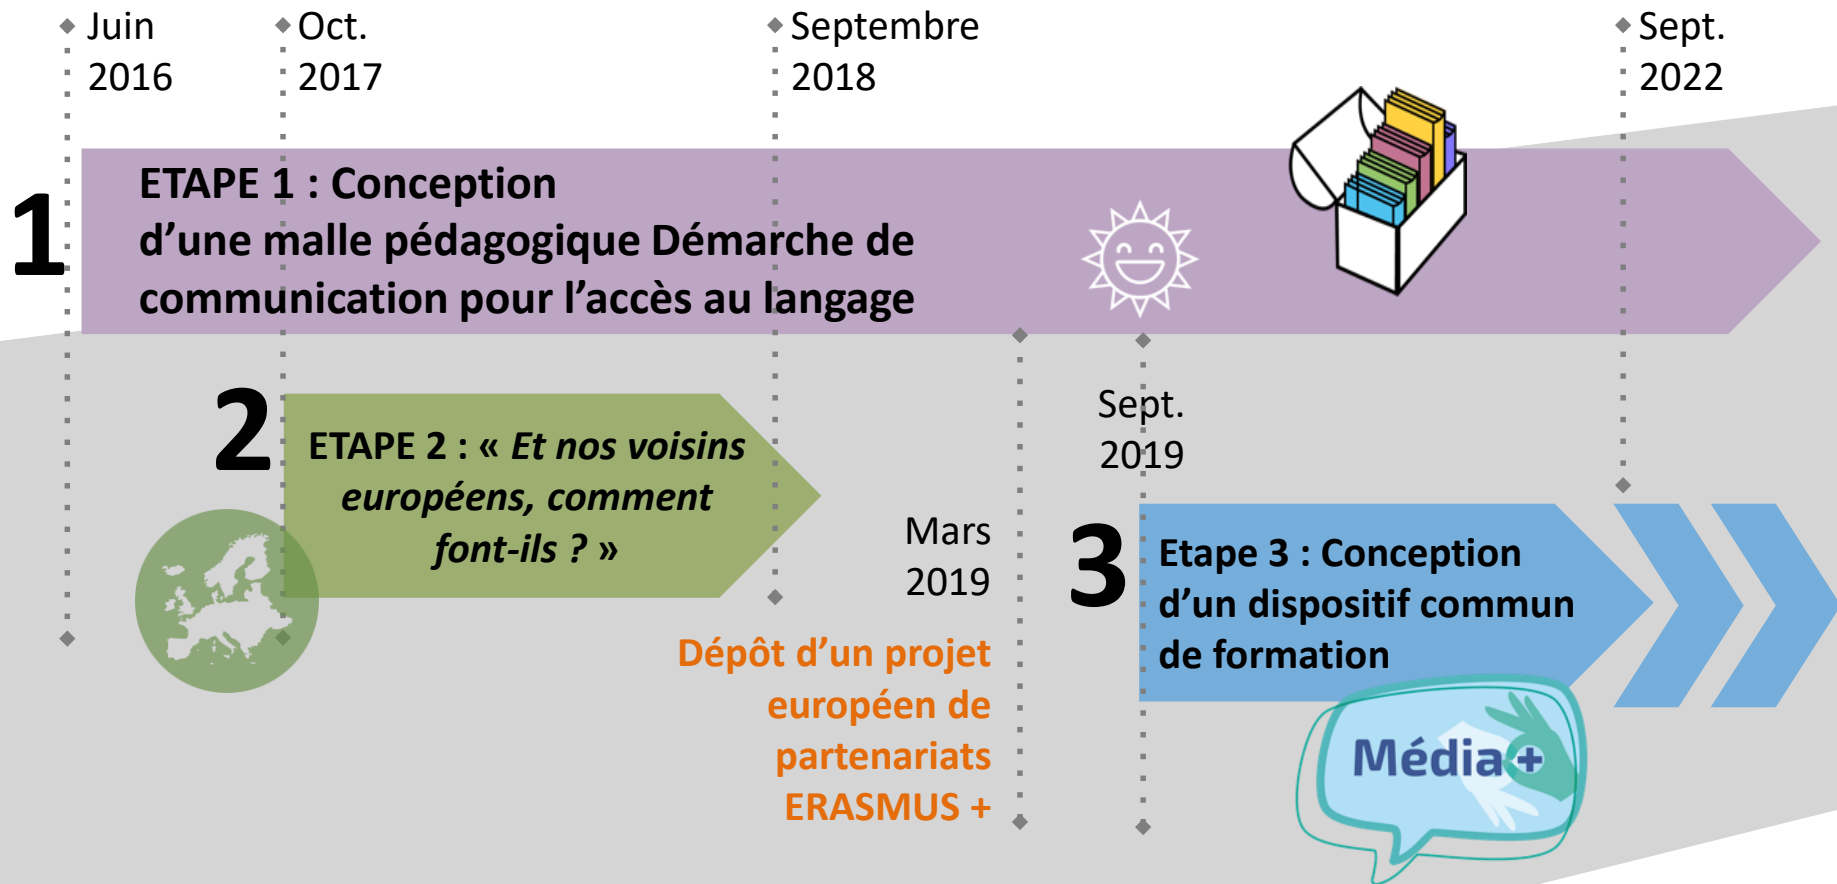 Juin
2016
Oct.
2017
Septembre
2018
Sept.
2022
1
ETAPE 1 : Conception
d’une malle pédagogique Démarche de
communication pour l’accès au langage
2
ETAPE 2 : « Et nos voisins
européens, comment
font-ils ? »
Sept.
2019
Mars
2019
Dépôt d’un projet
européen de
partenariats
ERASMUS +
3
Etape 3 : Conception
d’un dispositif commun
de formation
Média+